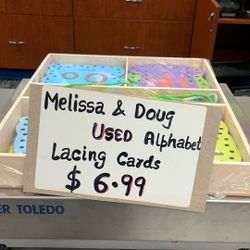 Melissa & Doug
USED Alphabet
Lacing Cards
$ 6.99
ER TOLEDO